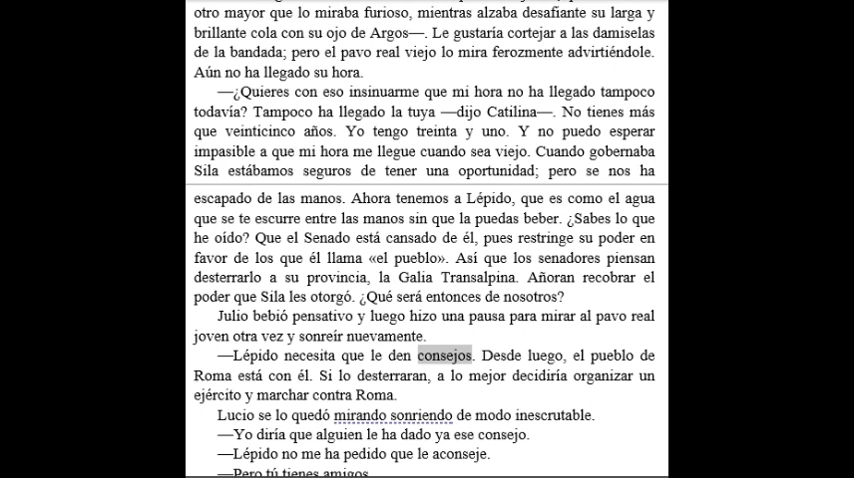 otro mayor que lo miraba furioso, mientras alzaba desafiante su larga y
brillante cola con su ojo de Argos—. Le gustaría cortejar a las damiselas
de la bandada; pero el pavo real viejo lo mira ferozmente advirtiéndole.
Aún no ha llegado su hora.
—¿Quieres con eso insinuarme que mi hora no ha llegado tampoco
todavía? Tampoco ha llegado la tuya —dijo Catilina—. No tienes más
que veinticinco años. Yo tengo treinta y uno. Y no puedo esperar
impasible a que mi hora me llegue cuando sea viejo. Cuando gobernaba
Sila estábamos seguros de tener una oportunidad; pero se nos ha
escapado de las manos. Ahora tenemos a Lépido, que es como el agua
que se te escurre entre las manos sin que la puedas beber. ¿Sabes lo que
he oído? Que el Senado está cansado de él, pues restringe su poder en
favor de los que él llama «el pueblo». Así que los senadores piensan
desterrarlo a su provincia, la Galia Transalpina. Añoran recobrar el
poder que Sila les otorgó. ¿Qué será entonces de nosotros?
Julio bebió pensativo y luego hizo una pausa para mirar al pavo real
joven otra vez y sonreír nuevamente.
—Lépido necesita que le den consejos. Desde luego, el pueblo de
Roma está con él. Si lo desterraran, a lo mejor decidiría organizar un
ejército y marchar contra Roma.
Lucio se lo quedó mirando sonriendo de modo inescrutable.
—Yo diría que alguien le ha dado ya ese consejo.
—Lépido no me ha pedido que le aconseje.
—Pero tú tienes amigos